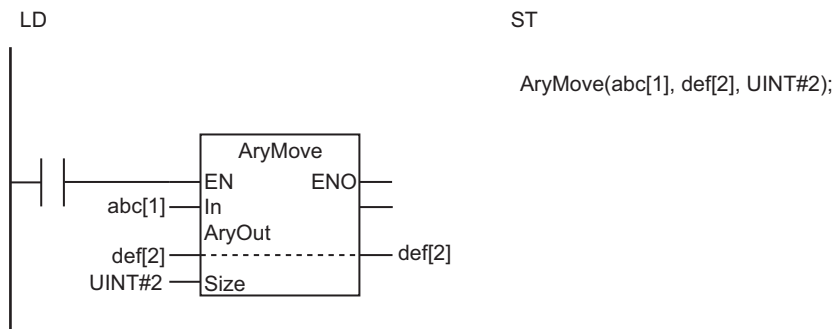 LD
ST
AryMove(abc[1], def[2], UINT#2);
AryMove
EN ENO
abc[1] In
AryOut
def[2] def[2]
UINT#2 Size